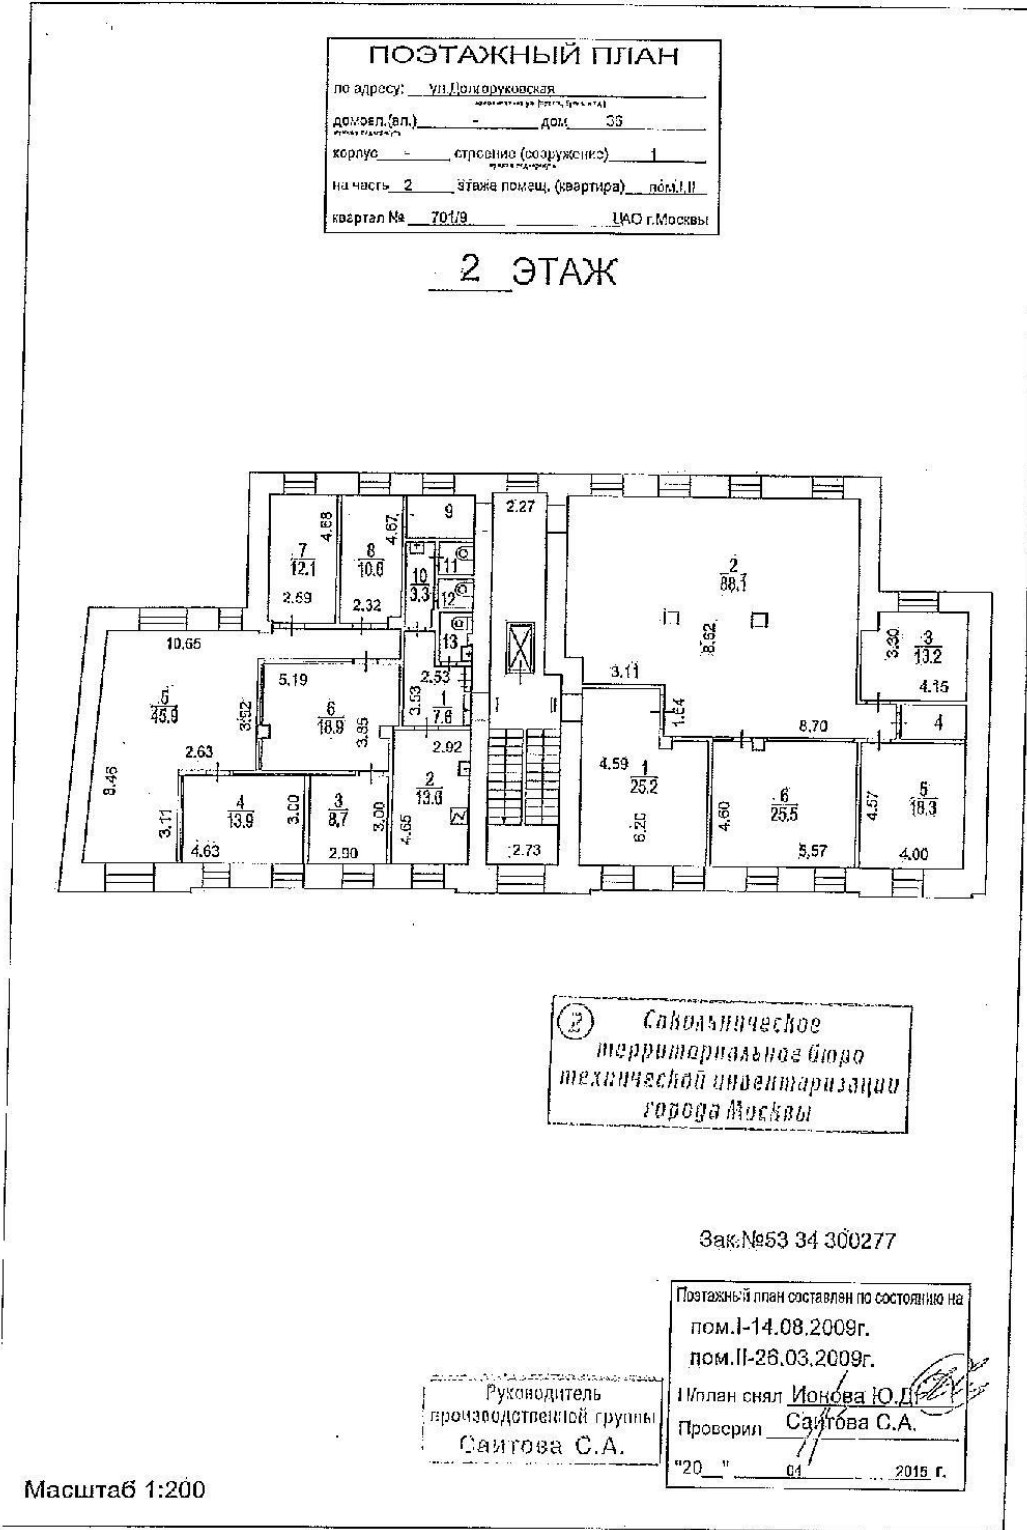 ПОЭТАЖНЫЙ ПЛАН
по адресу: ул.Долгоруковская
домовл.(вл.) - дом 36
корпус - строение (сооружение) 1
на часть 2 этажа помещ. (квартира) пом.I,II
квартал № 701/9 ЦАО г.Москвы
2 ЭТАЖ
2.27
9
4.68
4.67
7
12.1
8
10.6
11
10
3.3
12
2
88.1
2.59
2.32
13
10.65
8.62
3.30
3
13.2
5.19
2.53
3.11
4.15
5
45.9
3.92
6
18.9
3.85
3.53
1
7.6
I
II
1.64
8.70
4
2.63
2.92
4.59
1
25.2
8.46
2
13.6
3.11
4
13.9
3.00
3
8.7
3.00
4.65
6.20
4.60
6
25.5
4.57
5
18.3
4.63
2.90
2.73
5.57
4.00
2 Сокольническое
территориальное бюро
технической инвентаризации
города Москвы
Зак.№53 34 300277
Поэтажный план составлен по состоянию на
пом.I-14.08.2009г.
пом.II-26.03.2009г.
П/план снял Ионова Ю.Д.
Проверил Саитова С.А.
"20__" 04 2015 г.
Руководитель
производственной группы
Саитова С.А.
Масштаб 1:200